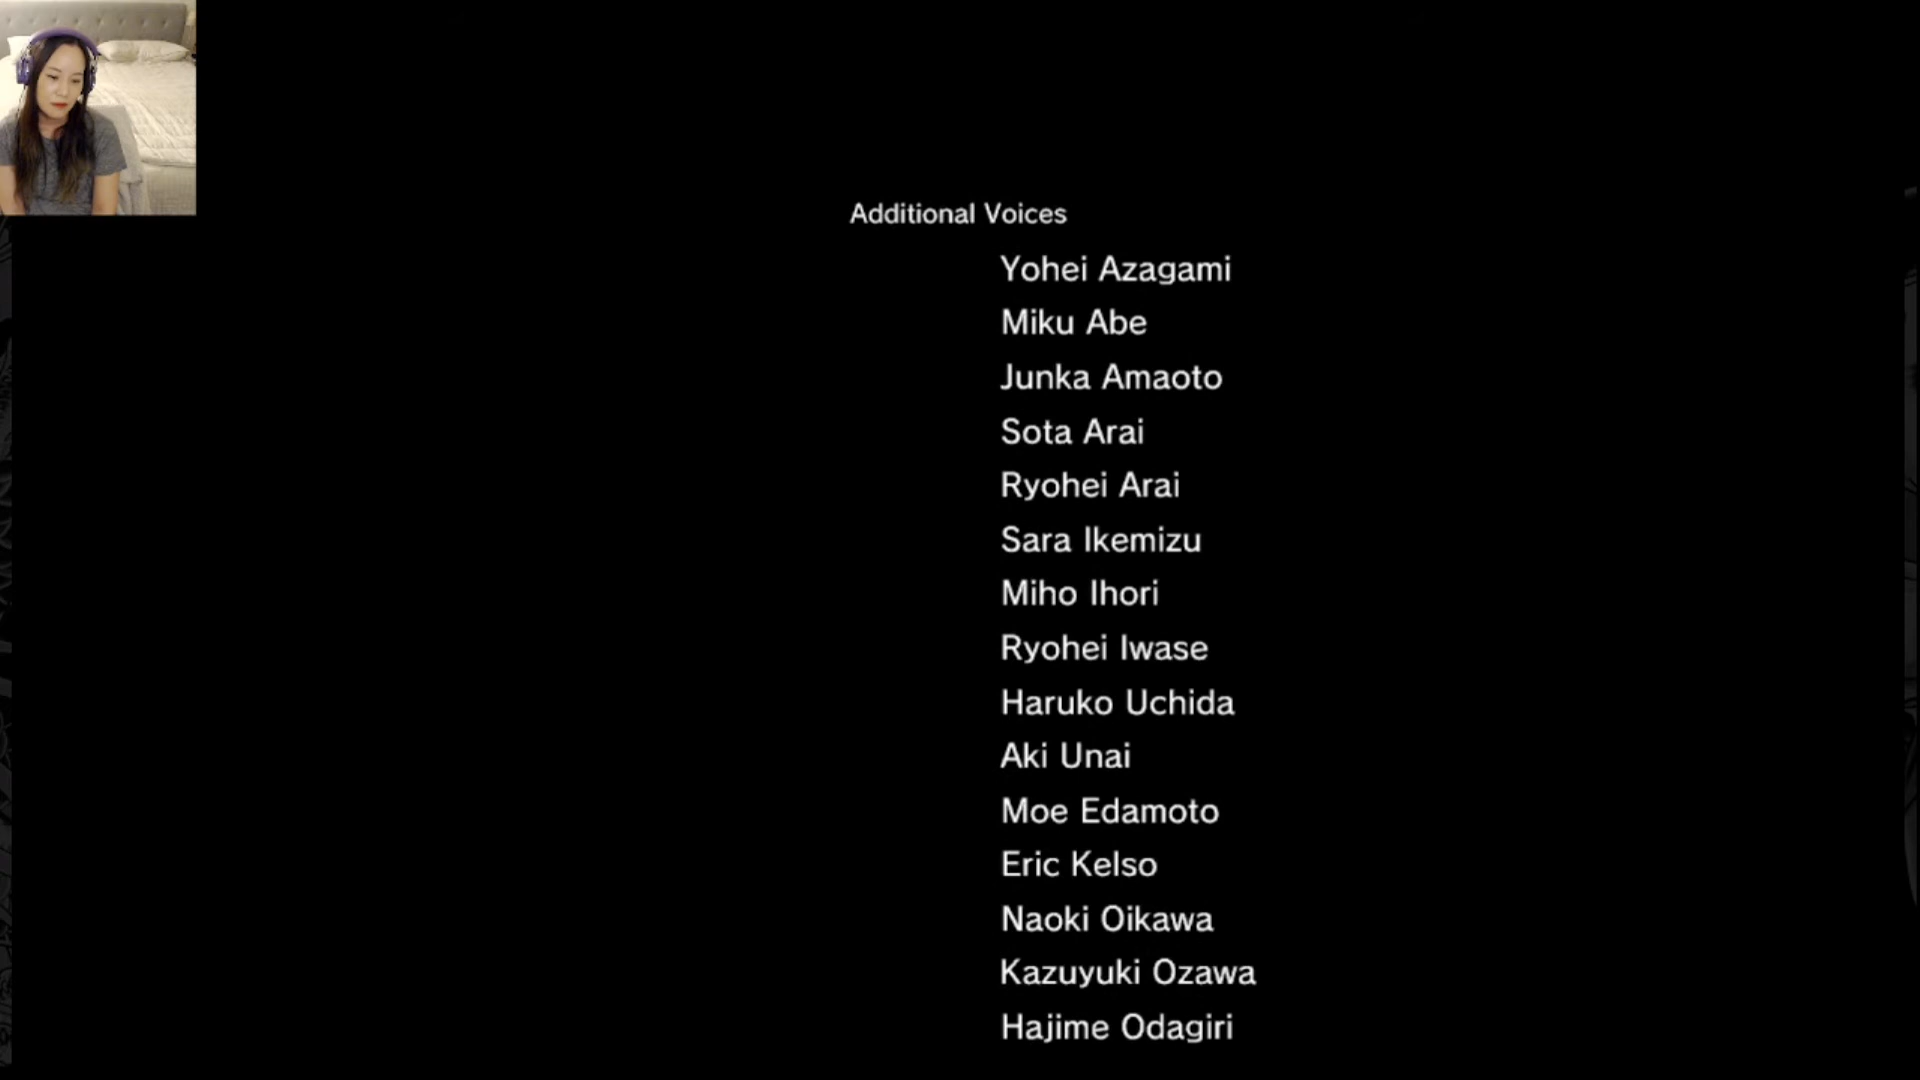 Additional Voices
Yohei Azagami
Miku Abe
Junka Amaoto
Sota Arai
Ryohei Arai
Sara Ikemizu
Miho Ihori
Ryohei Iwase
Haruko Uchida
Aki Unai
Moe Edamoto
Eric Kelso
Naoki Oikawa
Kazuyuki Ozawa
Hajime Odagiri